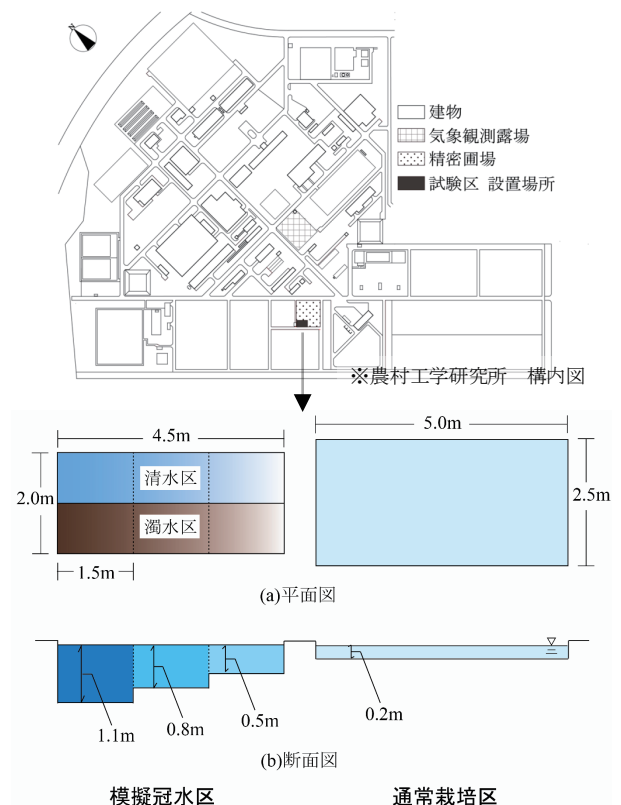 建物
気象観測露場
精密圃場
試験区 設置場所
※農村工学研究所 構内図
4.5m
5.0m
2.0m
清水区
濁水区
2.5m
1.5m
(a)平面図
1.1m
0.8m
0.5m
0.2m
(b)断面図
模擬冠水区
通常栽培区